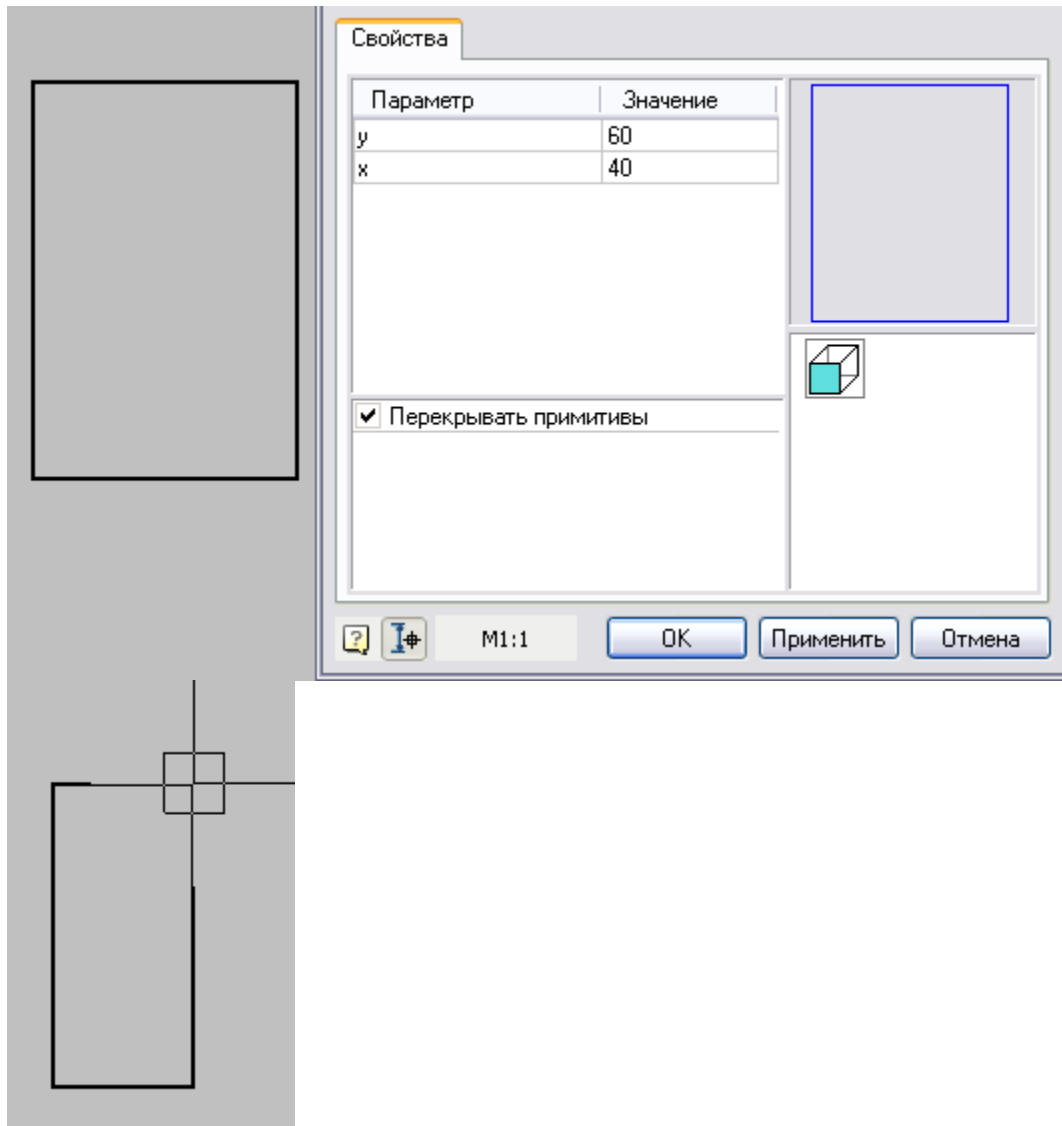 Свойства
Параметр Значение
y 60
x 40
Перекрывать примитивы
M1:1 OK Применить Отмена